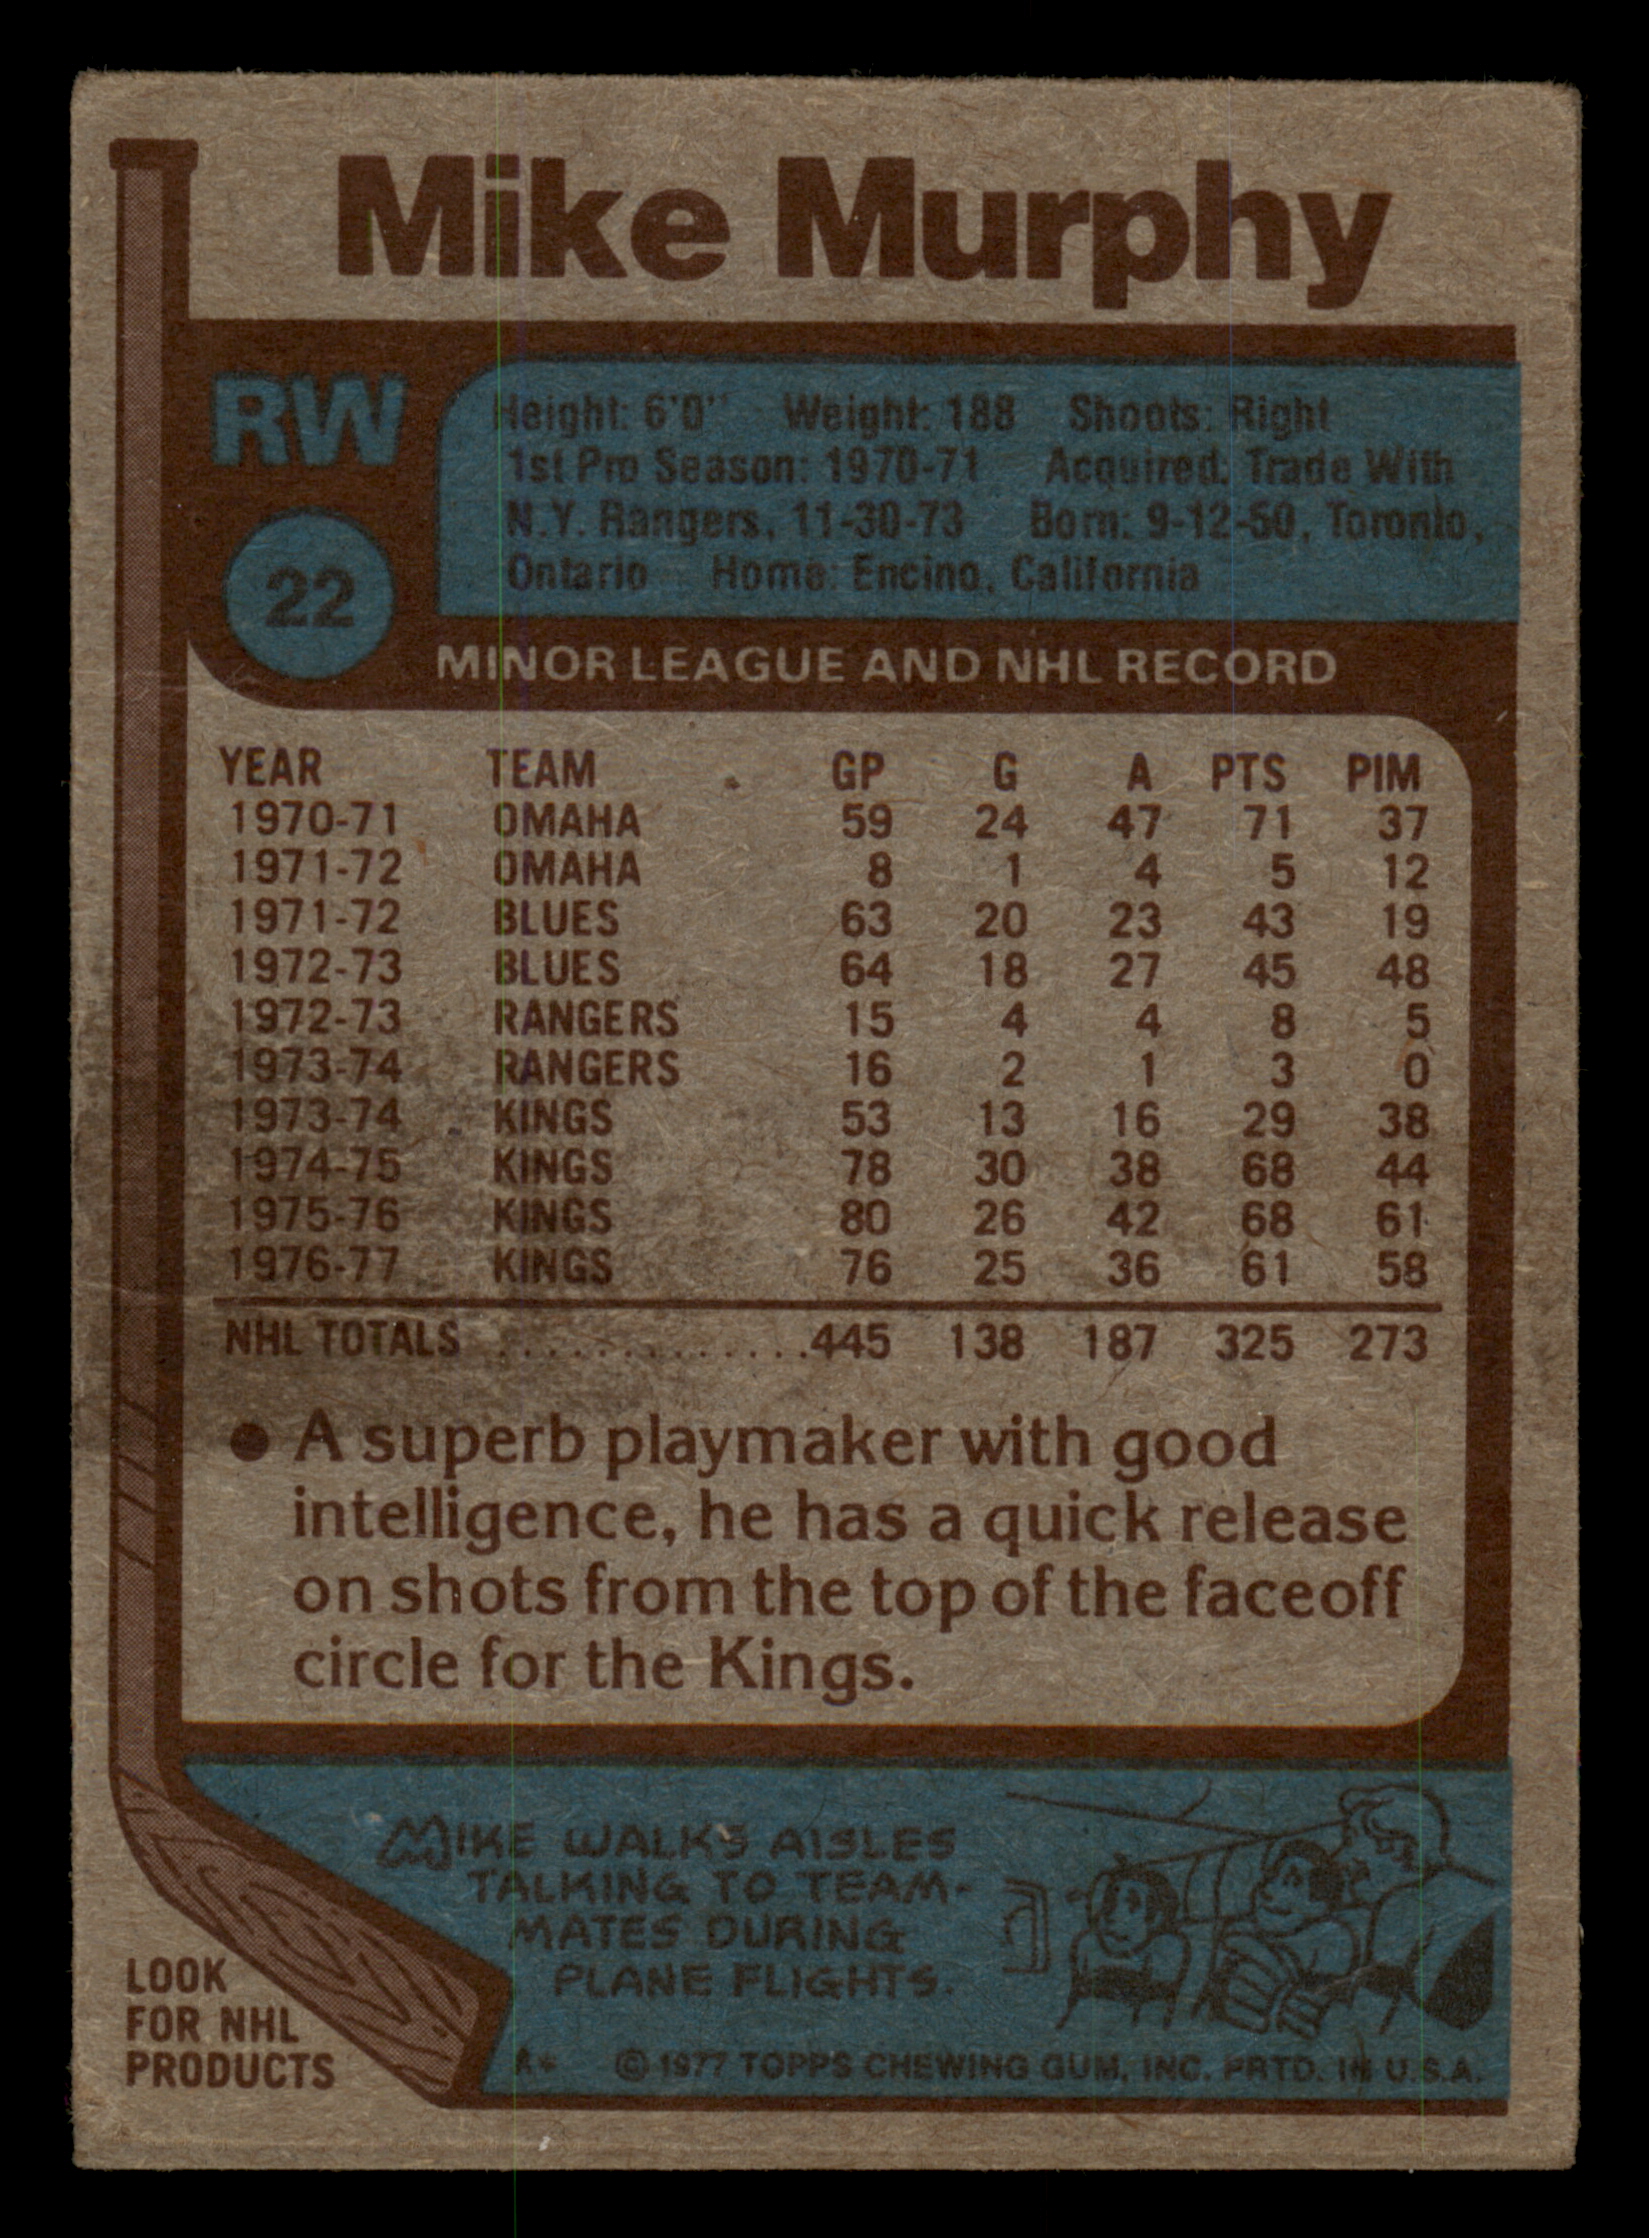 Mike Murphy
RW
22
Height: 6'0" Weight: 188 Shoots: Right
1st Pro Season: 1970-71 Acquired: Trade With
N.Y. Rangers, 11-30-73 Born: 9-12-50, Toronto,
Ontario Home: Encino, California
MINOR LEAGUE AND NHL RECORD
YEAR TEAM GP G A PTS PIM
1970-71 OMAHA 59 24 47 71 37
1971-72 OMAHA 8 1 4 5 12
1971-72 BLUES 63 20 23 43 19
1972-73 BLUES 64 18 27 45 48
1972-73 RANGERS 15 4 4 8 5
1973-74 RANGERS 16 2 1 3 0
1973-74 KINGS 53 13 16 29 38
1974-75 KINGS 78 30 38 68 44
1975-76 KINGS 80 26 42 68 61
1976-77 KINGS 76 25 36 61 58
NHL TOTALS ..............445 138 187 325 273
● A superb playmaker with good
intelligence, he has a quick release
on shots from the top of the faceoff
circle for the Kings.
MIKE WALKS AISLES
TALKING TO TEAM-
MATES DURING
PLANE FLIGHTS.
LOOK
FOR NHL
PRODUCTS
A* © 1977 TOPPS CHEWING GUM, INC. PRTD. IN U.S.A.